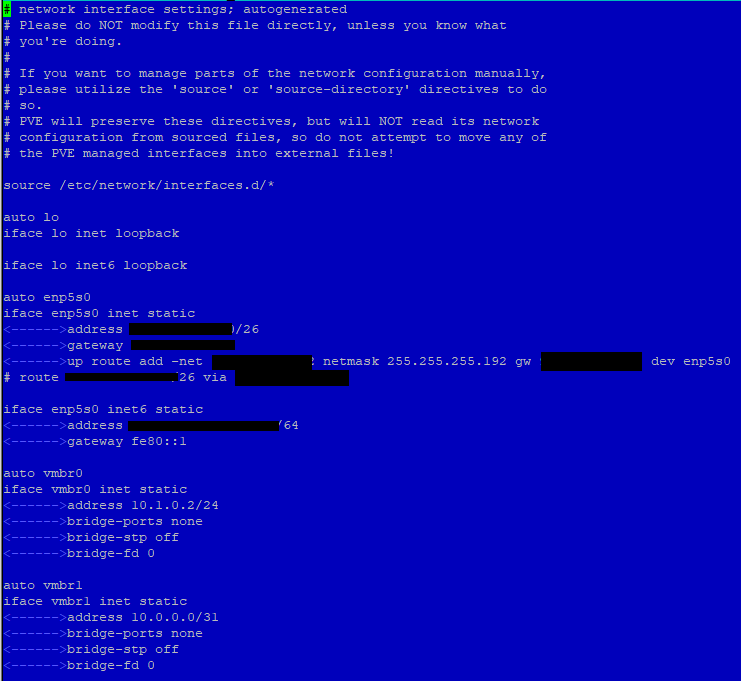 # network interface settings; autogenerated
# Please do NOT modify this file directly, unless you know what
# you're doing.
#
# If you want to manage parts of the network configuration manually,
# please utilize the 'source' or 'source-directory' directives to do
# so.
# PVE will preserve these directives, but will NOT read its network
# configuration from sourced files, so do not attempt to move any of
# the PVE managed interfaces into external files!
source /etc/network/interfaces.d/*
auto lo
iface lo inet loopback
iface lo inet6 loopback
auto enp5s0
iface enp5s0 inet static
<------>address /26
<------>gateway
<------>up route add -net netmask 255.255.255.192 gw dev enp5s0
# route /26 via
iface enp5s0 inet6 static
<------>address /64
<------>gateway fe80::1
auto vmbr0
iface vmbr0 inet static
<------>address 10.1.0.2/24
<------>bridge-ports none
<------>bridge-stp off
<------>bridge-fd 0
auto vmbr1
iface vmbr1 inet static
<------>address 10.0.0.0/31
<------>bridge-ports none
<------>bridge-stp off
<------>bridge-fd 0